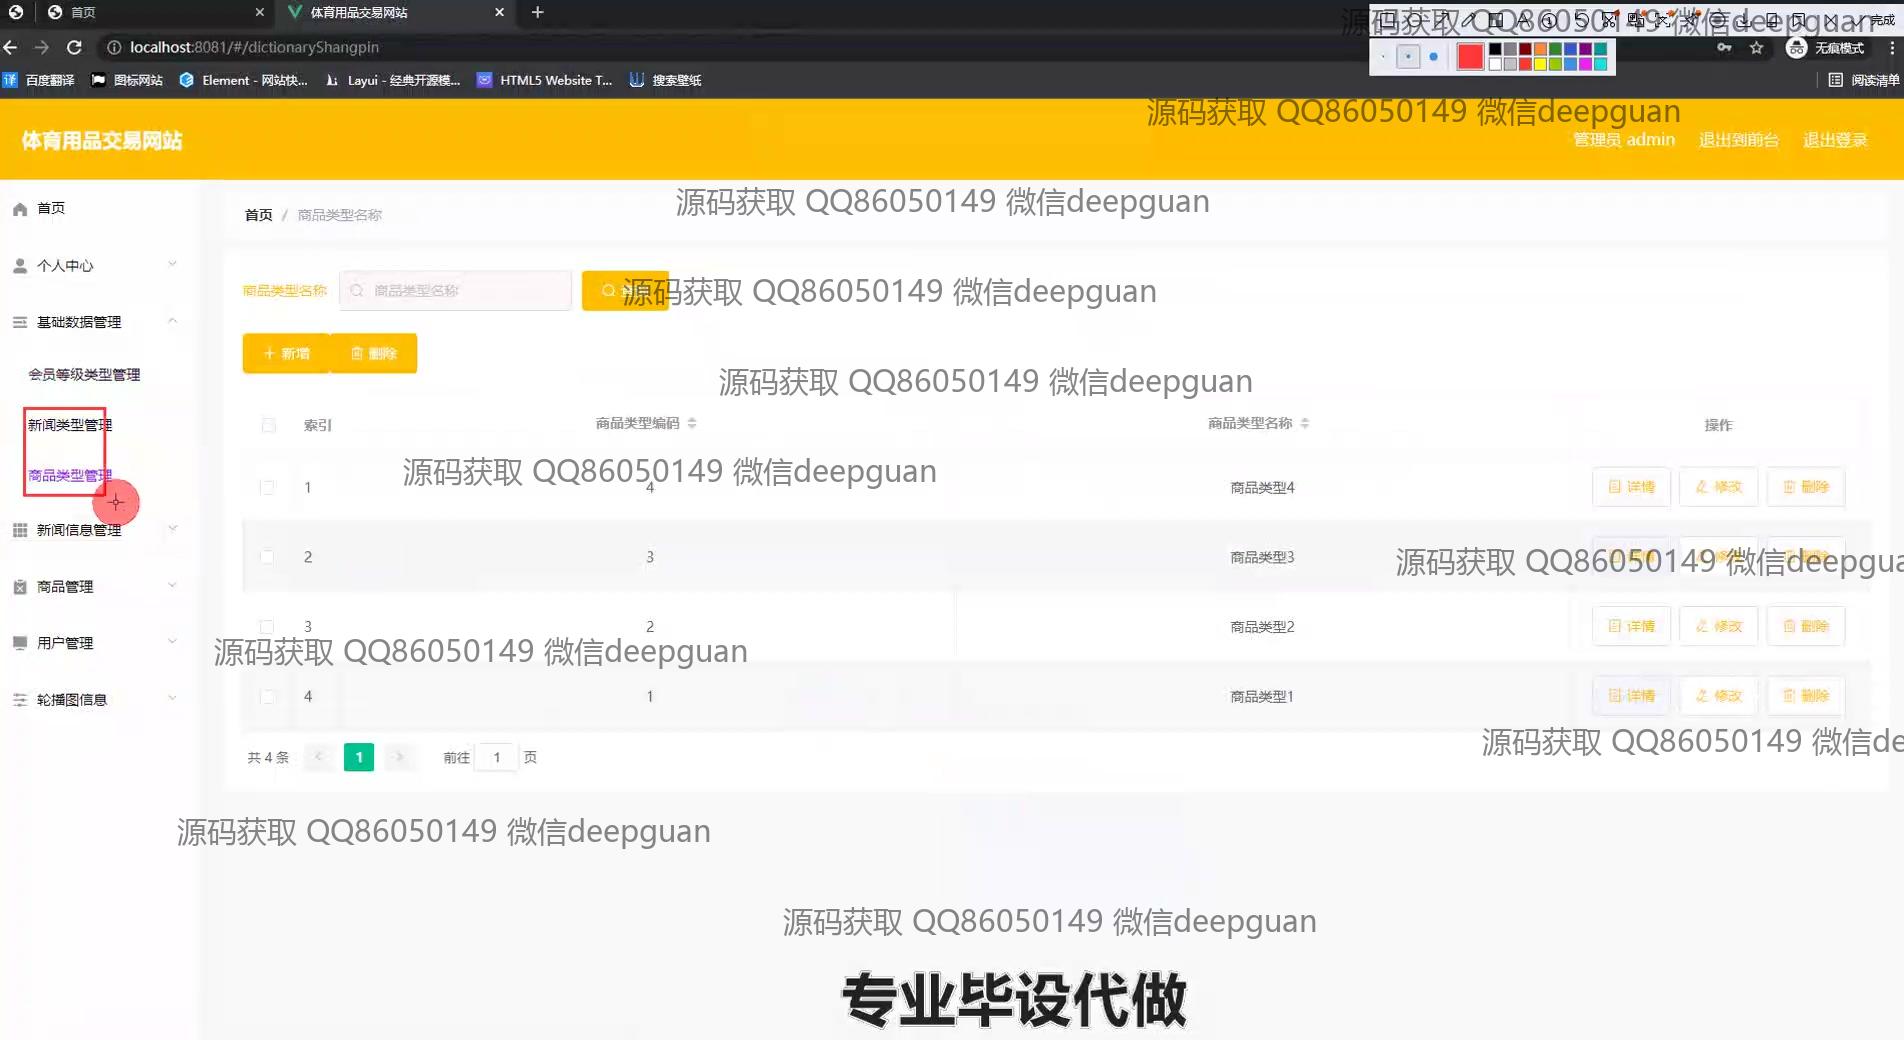 首页
体育用品交易网站
完成
源码获取 QQ86050149 微信deepguan
localhost:8081/#/dictionaryShangpin
无痕模式
译 百度翻译
图标网站
Element - 网站快...
Layui - 经典开源模...
HTML5 Website T...
搜索壁纸
阅读清单
源码获取 QQ86050149 微信deepguan
体育用品交易网站
管理员 admin
退出到前台
退出登录
首页
个人中心
基础数据管理
会员等级类型管理
新闻类型管理
商品类型管理
新闻信息管理
商品管理
用户管理
轮播图信息
源码获取 QQ86050149 微信deepguan
首页 / 商品类型名称
商品类型名称
商品类型名称
源码获取 QQ86050149 微信deepguan
新增
删除
源码获取 QQ86050149 微信deepguan
索引 商品类型编码 商品类型名称 操作
源码获取 QQ86050149 微信deepguan
1 4 商品类型4 详情 修改 删除
2 3 商品类型3
源码获取 QQ86050149 微信deepgua
3 2 商品类型2 详情 修改 删除
源码获取 QQ86050149 微信deepguan
4 1 商品类型1 详情 修改 删除
源码获取 QQ86050149 微信de
共 4 条 1 前往 1 页
源码获取 QQ86050149 微信deepguan
源码获取 QQ86050149 微信deepguan
专业毕设代做